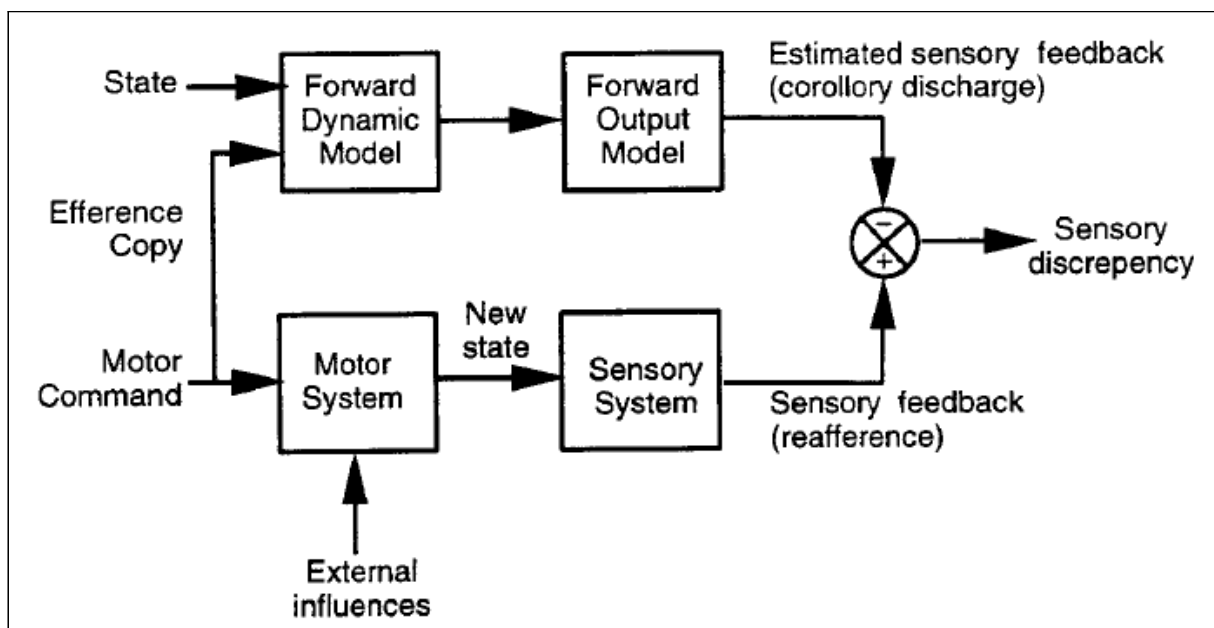 State
Forward
Dynamic
Model
Forward
Output
Model
Estimated sensory feedback
(corollory discharge)
Efference
Copy
−
+
Sensory
discrepency
Motor
Command
Motor
System
New
state
Sensory
System
Sensory feedback
(reafference)
External
influences